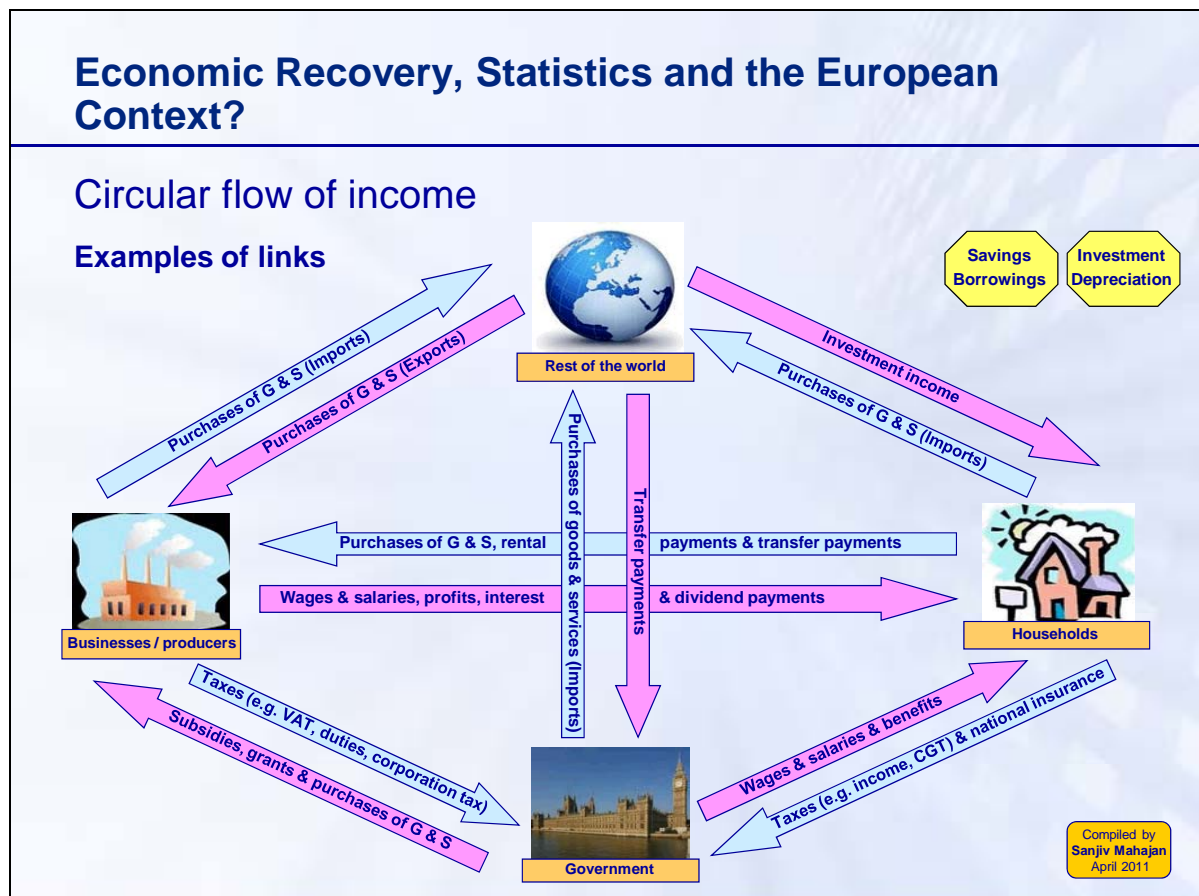 Economic Recovery, Statistics and the European
Context?
Circular flow of income
Examples of links
Savings
Borrowings
Investment
Depreciation
Rest of the world
Purchases of G & S (Imports)
Purchases of G & S (Exports)
Investment income
Purchases of G & S (Imports)
Purchases of goods & services (Imports)
Transfer payments
Purchases of G & S, rental payments & transfer payments
Wages & salaries, profits, interest & dividend payments
Businesses / producers
Households
Taxes (e.g. VAT, duties, corporation tax)
Subsidies, grants & purchases of G & S
Wages & salaries & benefits
Taxes (e.g. income, CGT) & national insurance
Government
Compiled by
Sanjiv Mahajan
April 2011